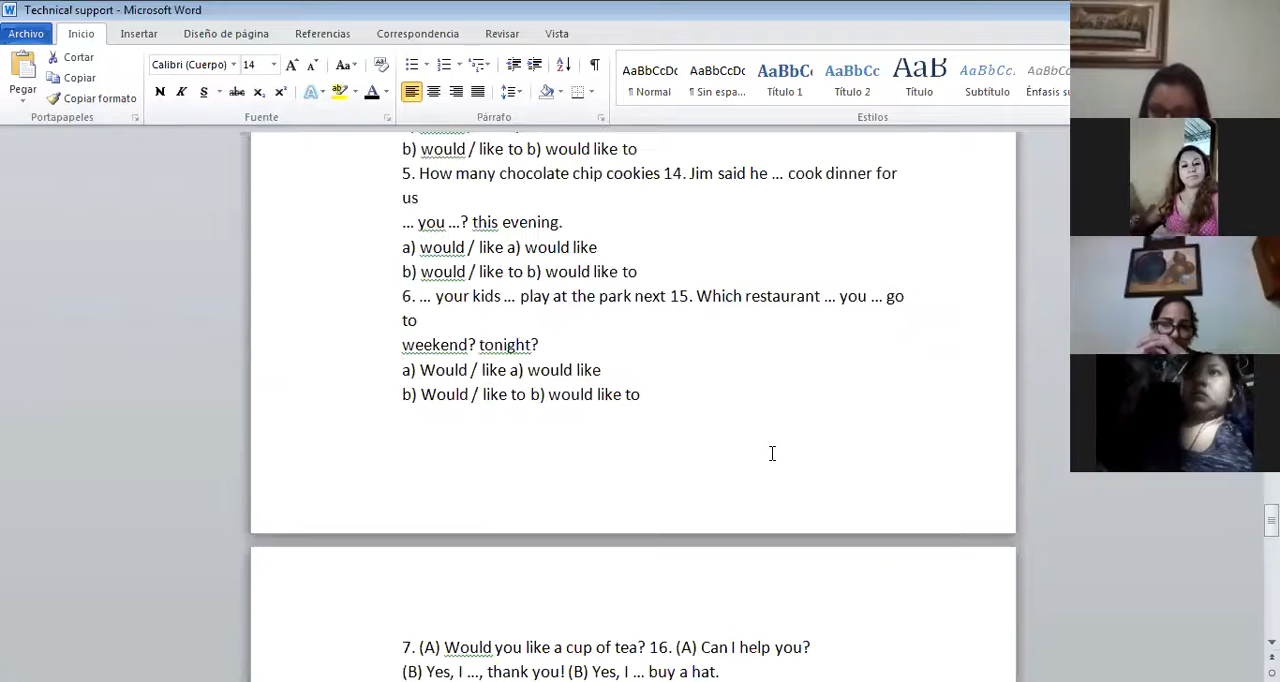 Technical support - Microsoft Word
Archivo Inicio Insertar Diseño de página Referencias Correspondencia Revisar Vista
Pegar
Cortar
Copiar
Copiar formato
Portapapeles
Calibri (Cuerpo) 14
N K S abc x₂ x²
Fuente
Párrafo
AaBbCcDc AaBbCcDc AaBbC AaBbCc AaB AaBbCc. AaBbCc
¶ Normal ¶ Sin espa... Título 1 Título 2 Título Subtítulo Énfasis s
Estilos
b) would / like to b) would like to
5. How many chocolate chip cookies 14. Jim said he … cook dinner for
us
… you …? this evening.
a) would / like a) would like
b) would / like to b) would like to
6. … your kids … play at the park next 15. Which restaurant … you … go
to
weekend? tonight?
a) Would / like a) would like
b) Would / like to b) would like to
7. (A) Would you like a cup of tea? 16. (A) Can I help you?
(B) Yes, I …, thank you! (B) Yes, I … buy a hat.